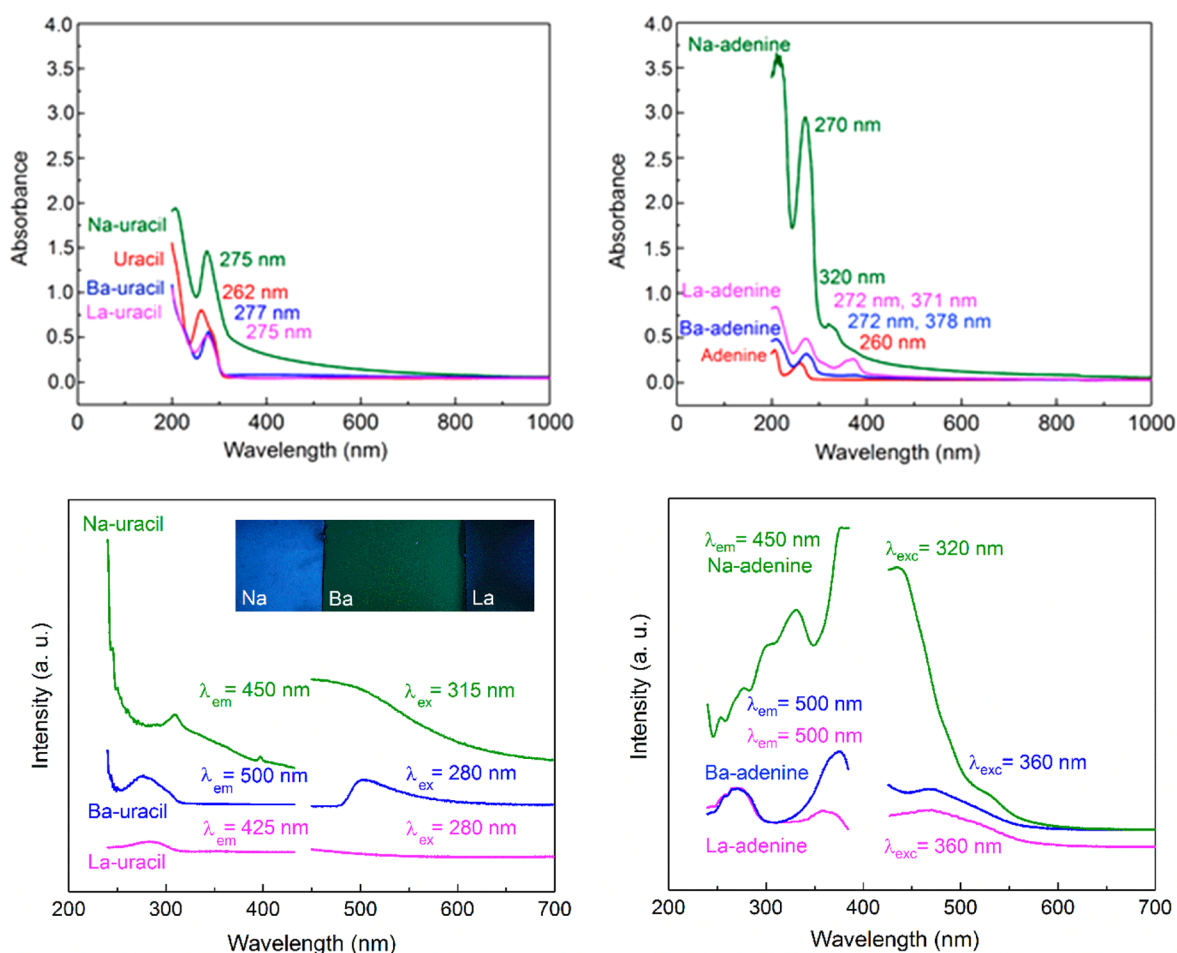 4.0
3.5
3.0
2.5
2.0
1.5
1.0
0.5
0.0
Absorbance
Na-uracil
Uracil
Ba-uracil
La-uracil
275 nm
262 nm
277 nm
275 nm
0 200 400 600 800 1000
Wavelength (nm)
4.0
3.5
3.0
2.5
2.0
1.5
1.0
0.5
0.0
Absorbance
Na-adenine
270 nm
320 nm
La-adenine
272 nm, 371 nm
Ba-adenine
272 nm, 378 nm
Adenine
260 nm
0 200 400 600 800 1000
Wavelength (nm)
Intensity (a. u.)
Na-uracil
Na Ba La
λem= 450 nm λex= 315 nm
λem= 500 nm λex= 280 nm
Ba-uracil
λem= 425 nm λex= 280 nm
La-uracil
200 300 400 500 600 700
Wavelength (nm)
Intensity (a. u.)
λem= 450 nm λexc= 320 nm
Na-adenine
λem= 500 nm
λem= 500 nm
Ba-adenine λexc= 360 nm
La-adenine λexc= 360 nm
200 300 400 500 600 700
Wavelength (nm)